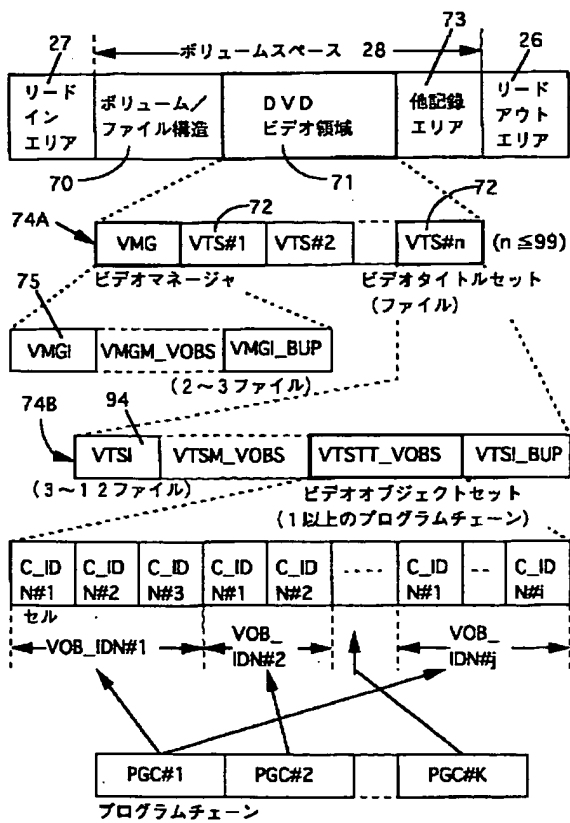 27
ボリュームスペース 28
73
26
リード
イン
エリア
ボリューム/
ファイル構造
DVD
ビデオ領域
他記録
エリア
リード
アウト
エリア
70
71
74A
72
72
VMG
VTS#1
VTS#2
VTS#n
(n≦99)
ビデオマネージャ
ビデオタイトルセット
(ファイル)
75
VMGI
VMGM_VOBS
VMGI_BUP
(2~3ファイル)
74B
94
VTSI
VTSM_VOBS
VTSTT_VOBS
VTSI_BUP
(3~12ファイル)
ビデオオブジェクトセット
(1以上のプログラムチェーン)
C_ID
N#1
C_ID
N#2
C_ID
N#3
C_ID
N#1
C_ID
N#2
----
C_ID
N#1
--
C_ID
N#i
セル
VOB_IDN#1
VOB_
IDN#2
VOB_
IDN#j
PGC#1
PGC#2
PGC#K
プログラムチェーン